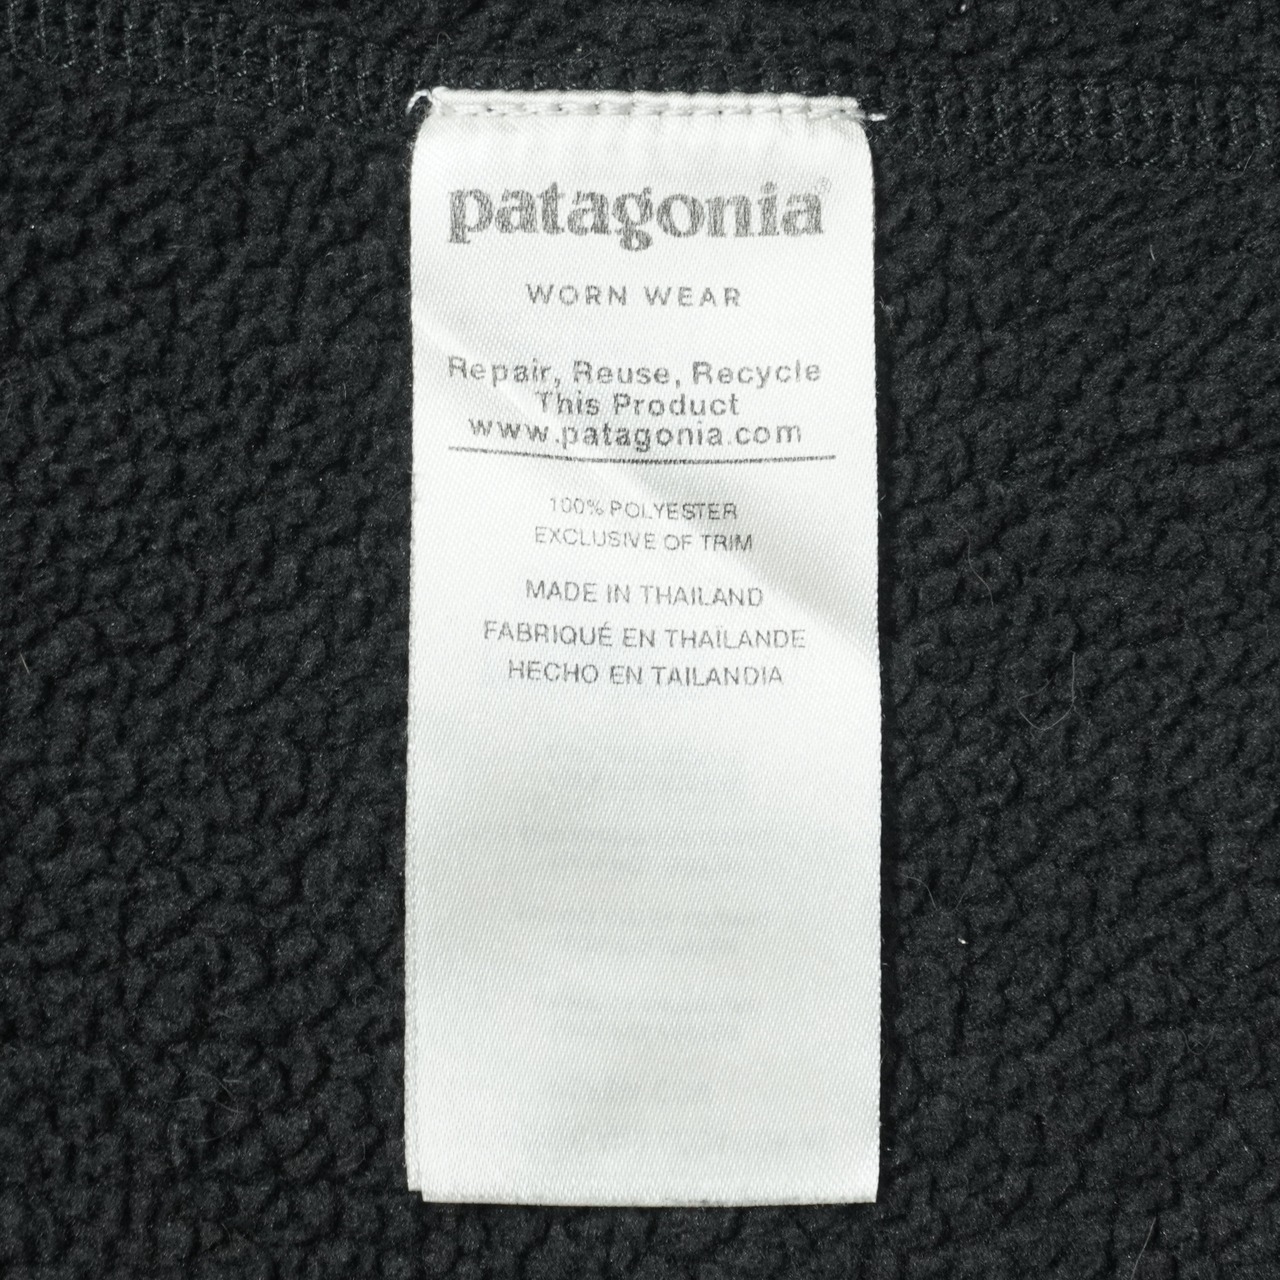 patagonia®
WORN WEAR
Repair, Reuse, Recycle
This Product
www.patagonia.com
100% POLYESTER
EXCLUSIVE OF TRIM
MADE IN THAILAND
FABRIQUÉ EN THAÏLANDE
HECHO EN TAILANDIA